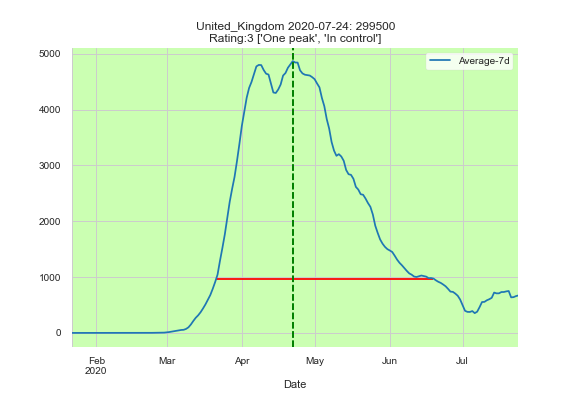 United_Kingdom 2020-07-24: 299500
Rating:3 ['One peak', 'In control']
Average-7d
5000
4000
3000
2000
1000
0
Feb
2020
Mar
Apr
May
Jun
Jul
Date